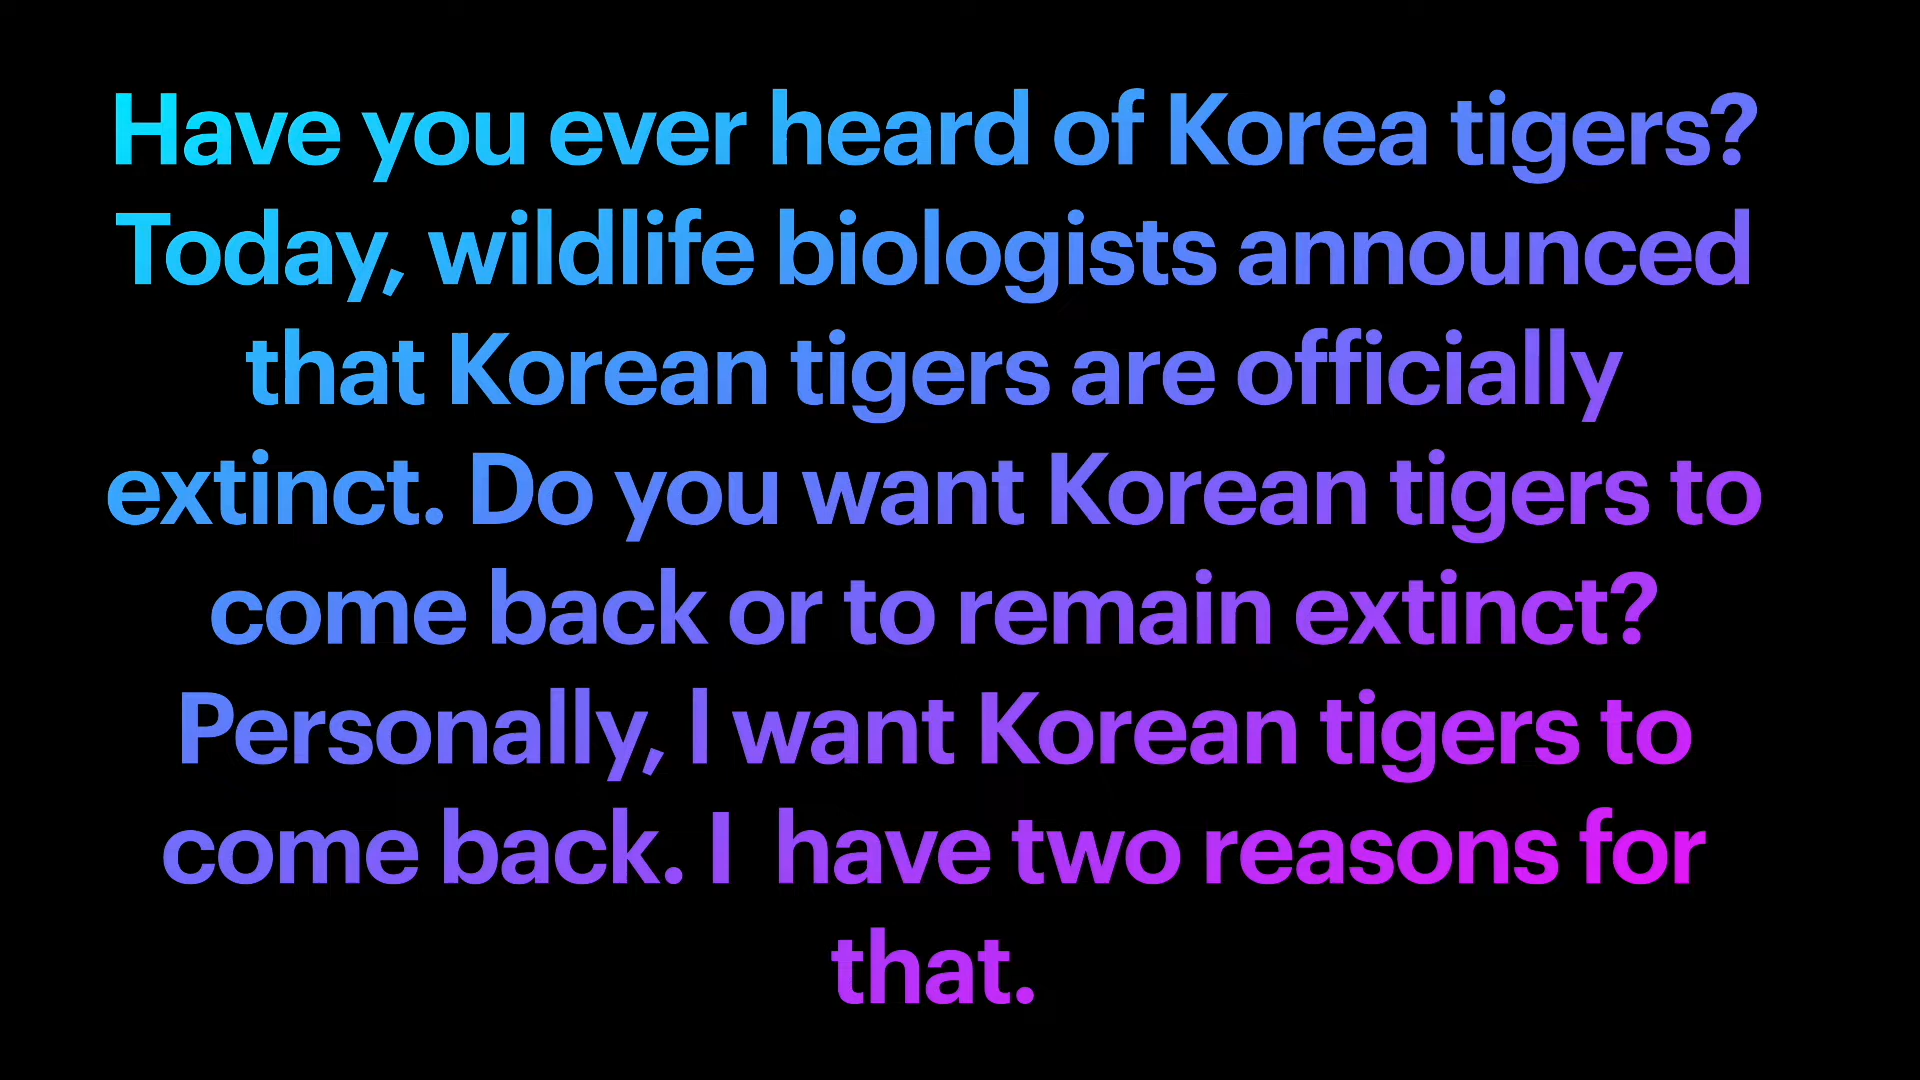 Have you ever heard of Korea tigers?
Today, wildlife biologists announced
that Korean tigers are officially
extinct. Do you want Korean tigers to
come back or to remain extinct?
Personally, I want Korean tigers to
come back. I  have two reasons for
that.